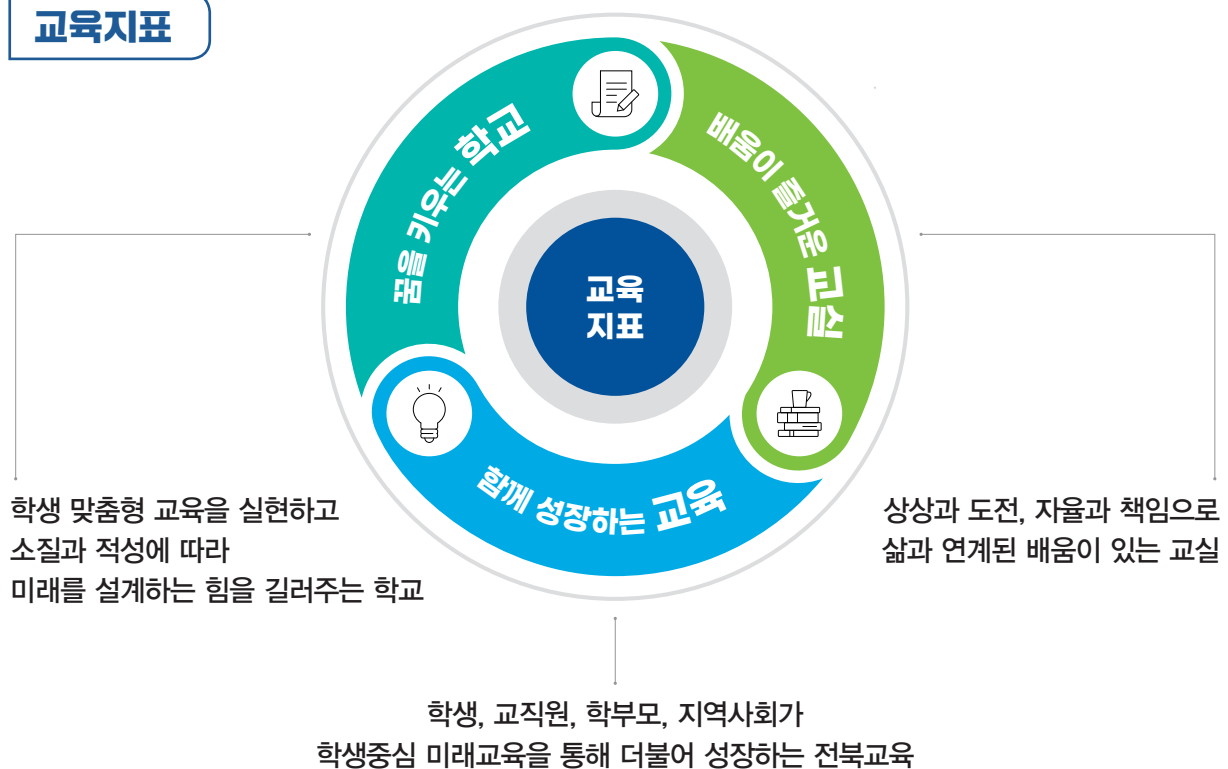 교육지표
꿈을 키우는 학교
배움이 즐거운 교실
교육
지표
함께 성장하는 교육
학생 맞춤형 교육을 실현하고
소질과 적성에 따라
미래를 설계하는 힘을 길러주는 학교
상상과 도전, 자율과 책임으로
삶과 연계된 배움이 있는 교실
학생, 교직원, 학부모, 지역사회가
학생중심 미래교육을 통해 더불어 성장하는 전북교육